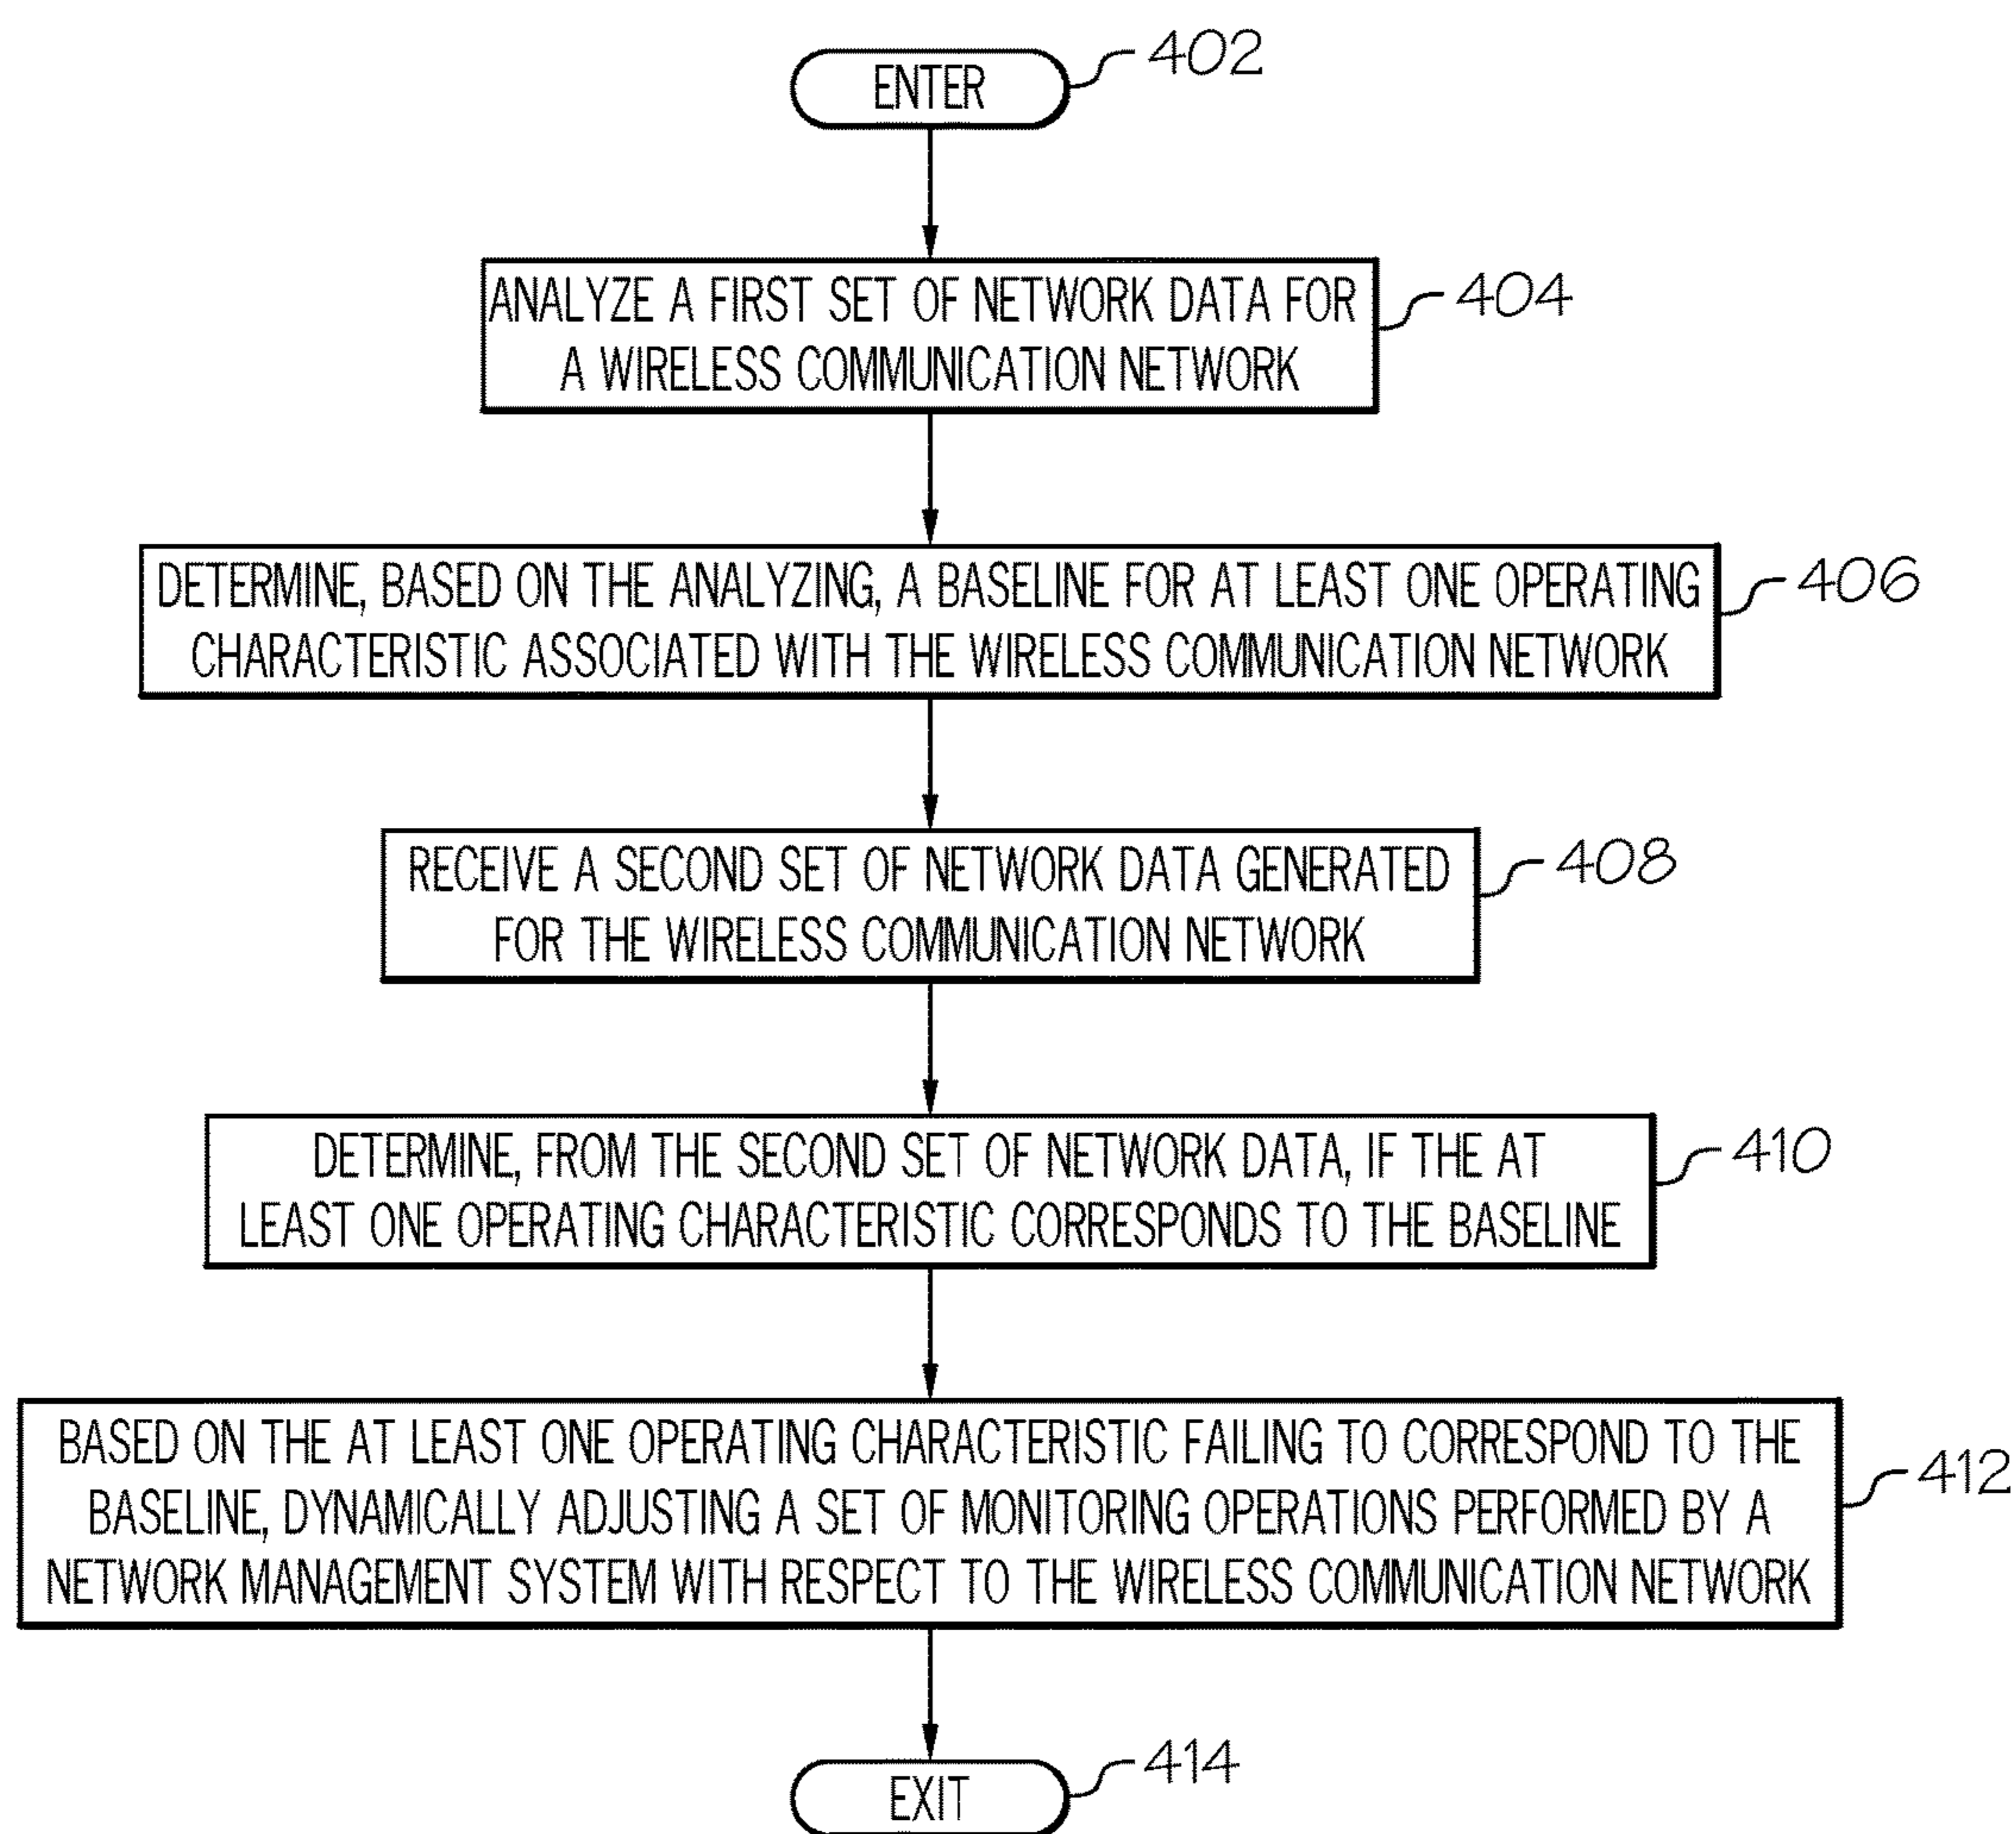 ENTER
402
ANALYZE A FIRST SET OF NETWORK DATA FOR
A WIRELESS COMMUNICATION NETWORK
404
DETERMINE, BASED ON THE ANALYZING, A BASELINE FOR AT LEAST ONE OPERATING
CHARACTERISTIC ASSOCIATED WITH THE WIRELESS COMMUNICATION NETWORK
406
RECEIVE A SECOND SET OF NETWORK DATA GENERATED
FOR THE WIRELESS COMMUNICATION NETWORK
408
DETERMINE, FROM THE SECOND SET OF NETWORK DATA, IF THE AT
LEAST ONE OPERATING CHARACTERISTIC CORRESPONDS TO THE BASELINE
410
BASED ON THE AT LEAST ONE OPERATING CHARACTERISTIC FAILING TO CORRESPOND TO THE
BASELINE, DYNAMICALLY ADJUSTING A SET OF MONITORING OPERATIONS PERFORMED BY A
NETWORK MANAGEMENT SYSTEM WITH RESPECT TO THE WIRELESS COMMUNICATION NETWORK
412
EXIT
414